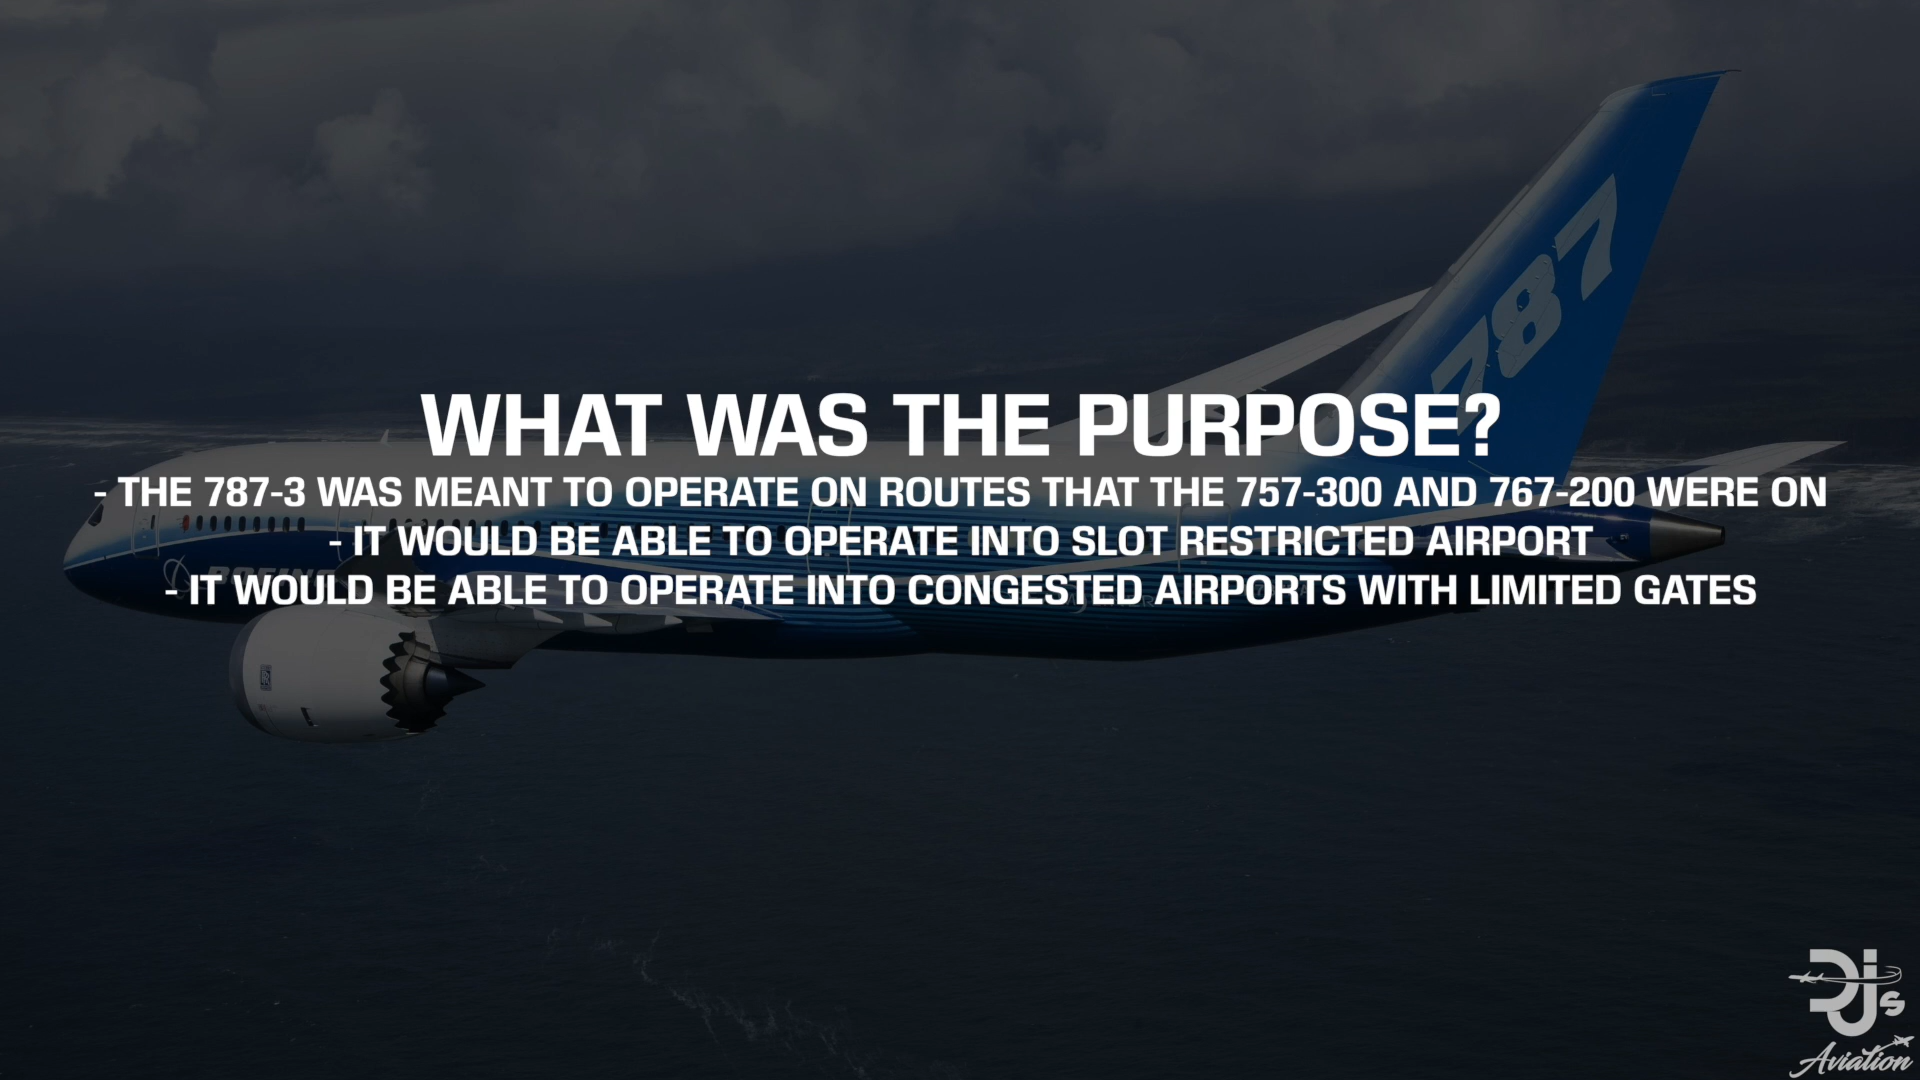 787
WHAT WAS THE PURPOSE?
- THE 787-3 WAS MEANT TO OPERATE ON ROUTES THAT THE 757-300 AND 767-200 WERE ON
- IT WOULD BE ABLE TO OPERATE INTO SLOT RESTRICTED AIRPORT
BOEING
- IT WOULD BE ABLE TO OPERATE INTO CONGESTED AIRPORTS WITH LIMITED GATES
DJs
Aviation